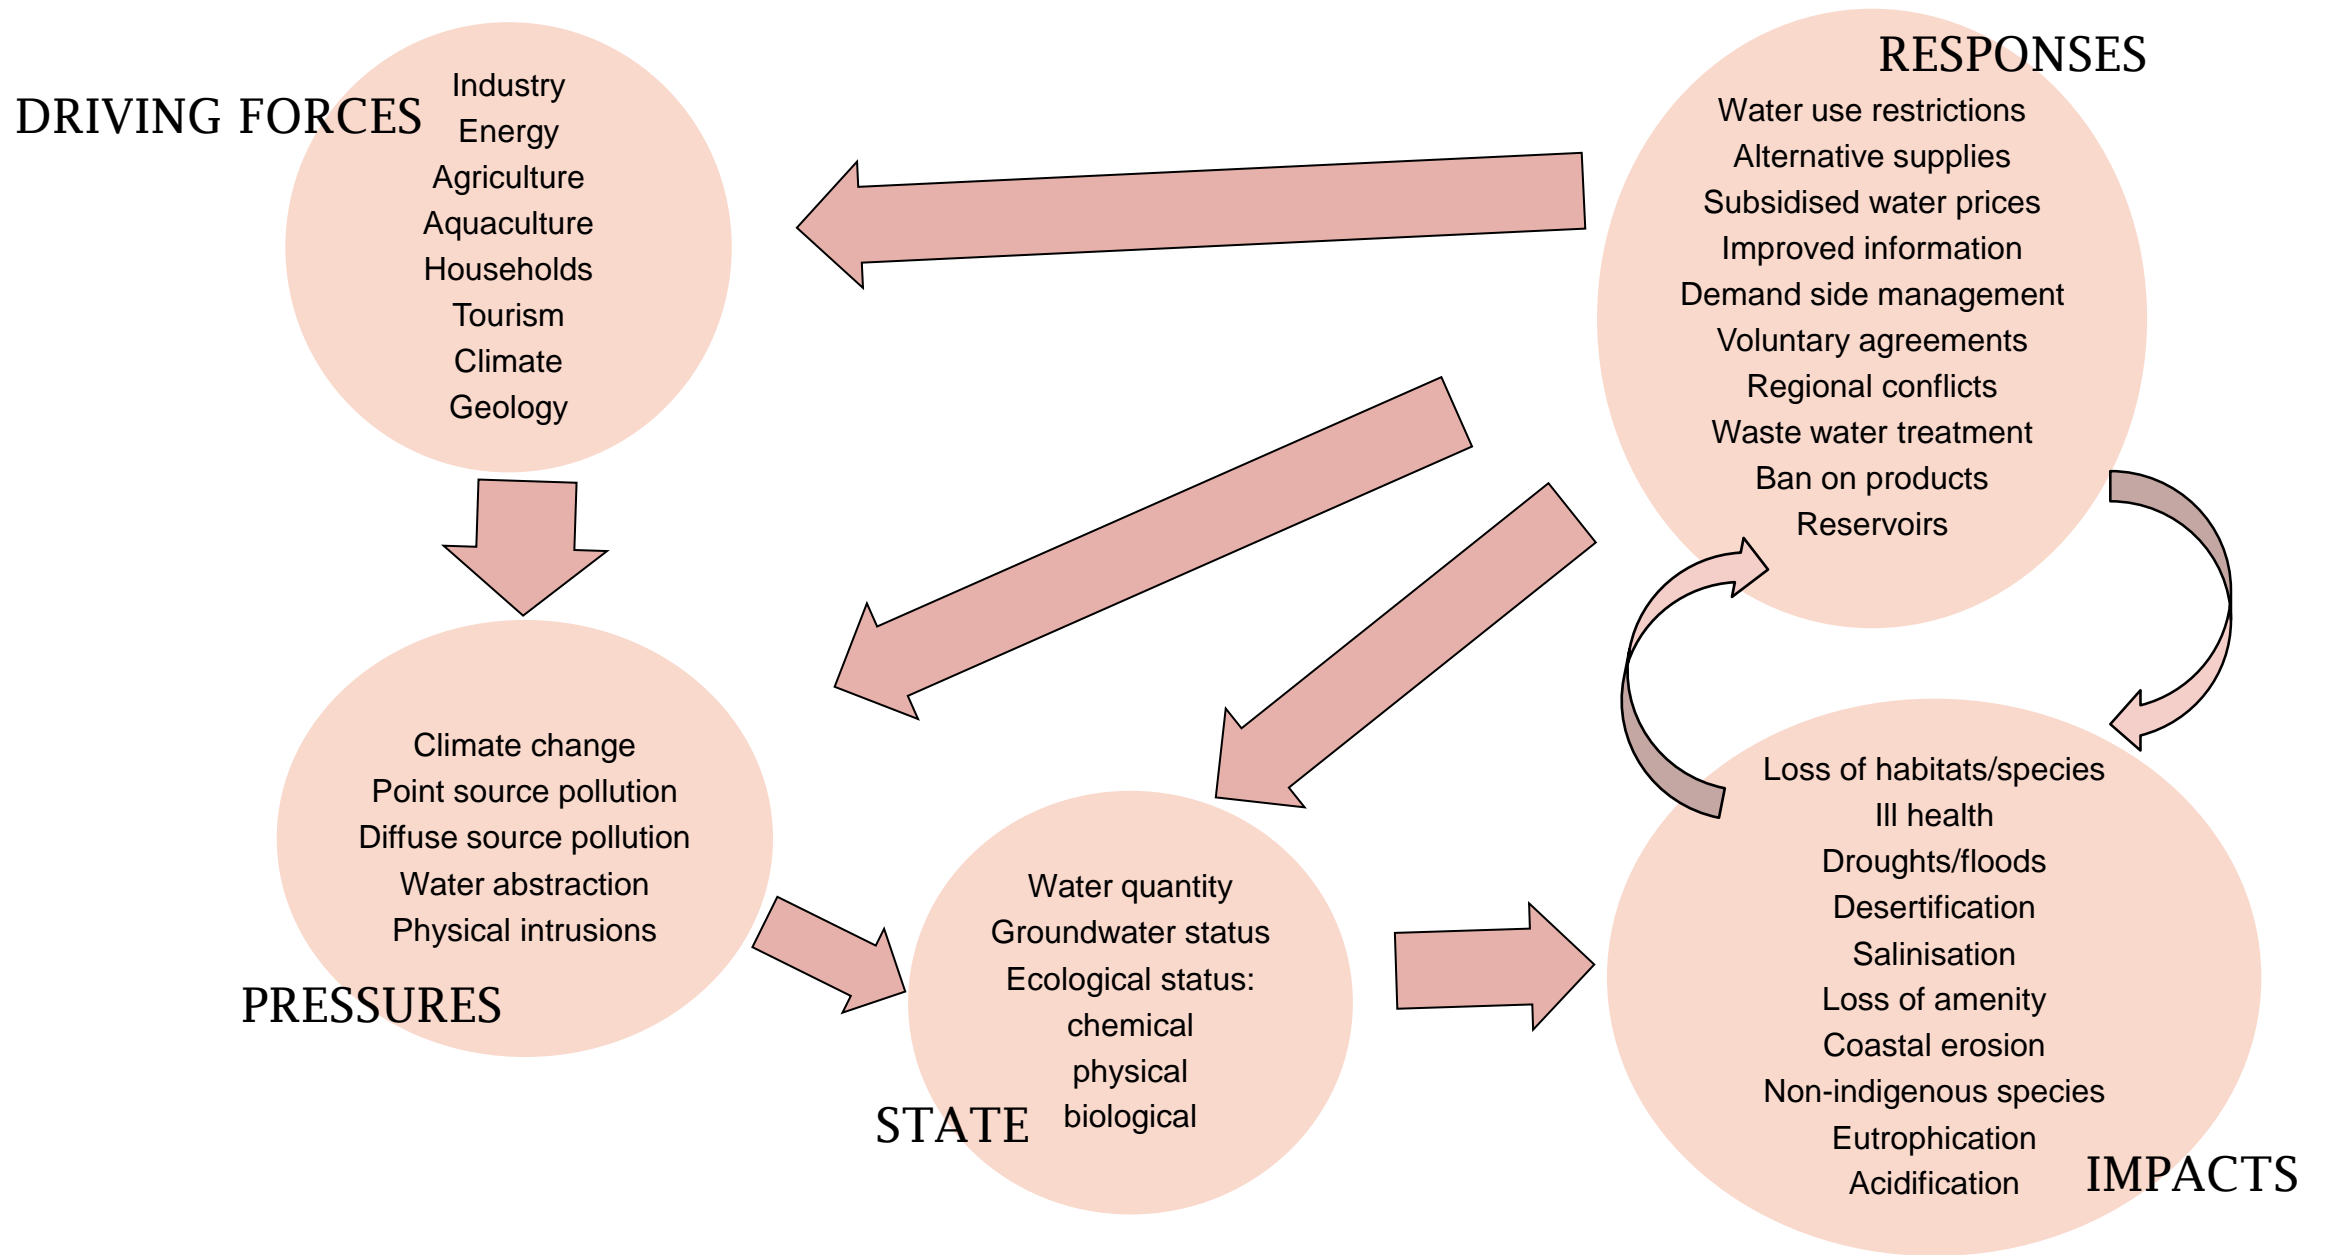 DRIVING FORCES
Industry
Energy
Agriculture
Aquaculture
Households
Tourism
Climate
Geology
RESPONSES
Water use restrictions
Alternative supplies
Subsidised water prices
Improved information
Demand side management
Voluntary agreements
Regional conflicts
Waste water treatment
Ban on products
Reservoirs
Climate change
Point source pollution
Diffuse source pollution
Water abstraction
Physical intrusions
PRESSURES
Water quantity
Groundwater status
Ecological status:
chemical
physical
biological
STATE
Loss of habitats/species
Ill health
Droughts/floods
Desertification
Salinisation
Loss of amenity
Coastal erosion
Non-indigenous species
Eutrophication
Acidification
IMPACTS